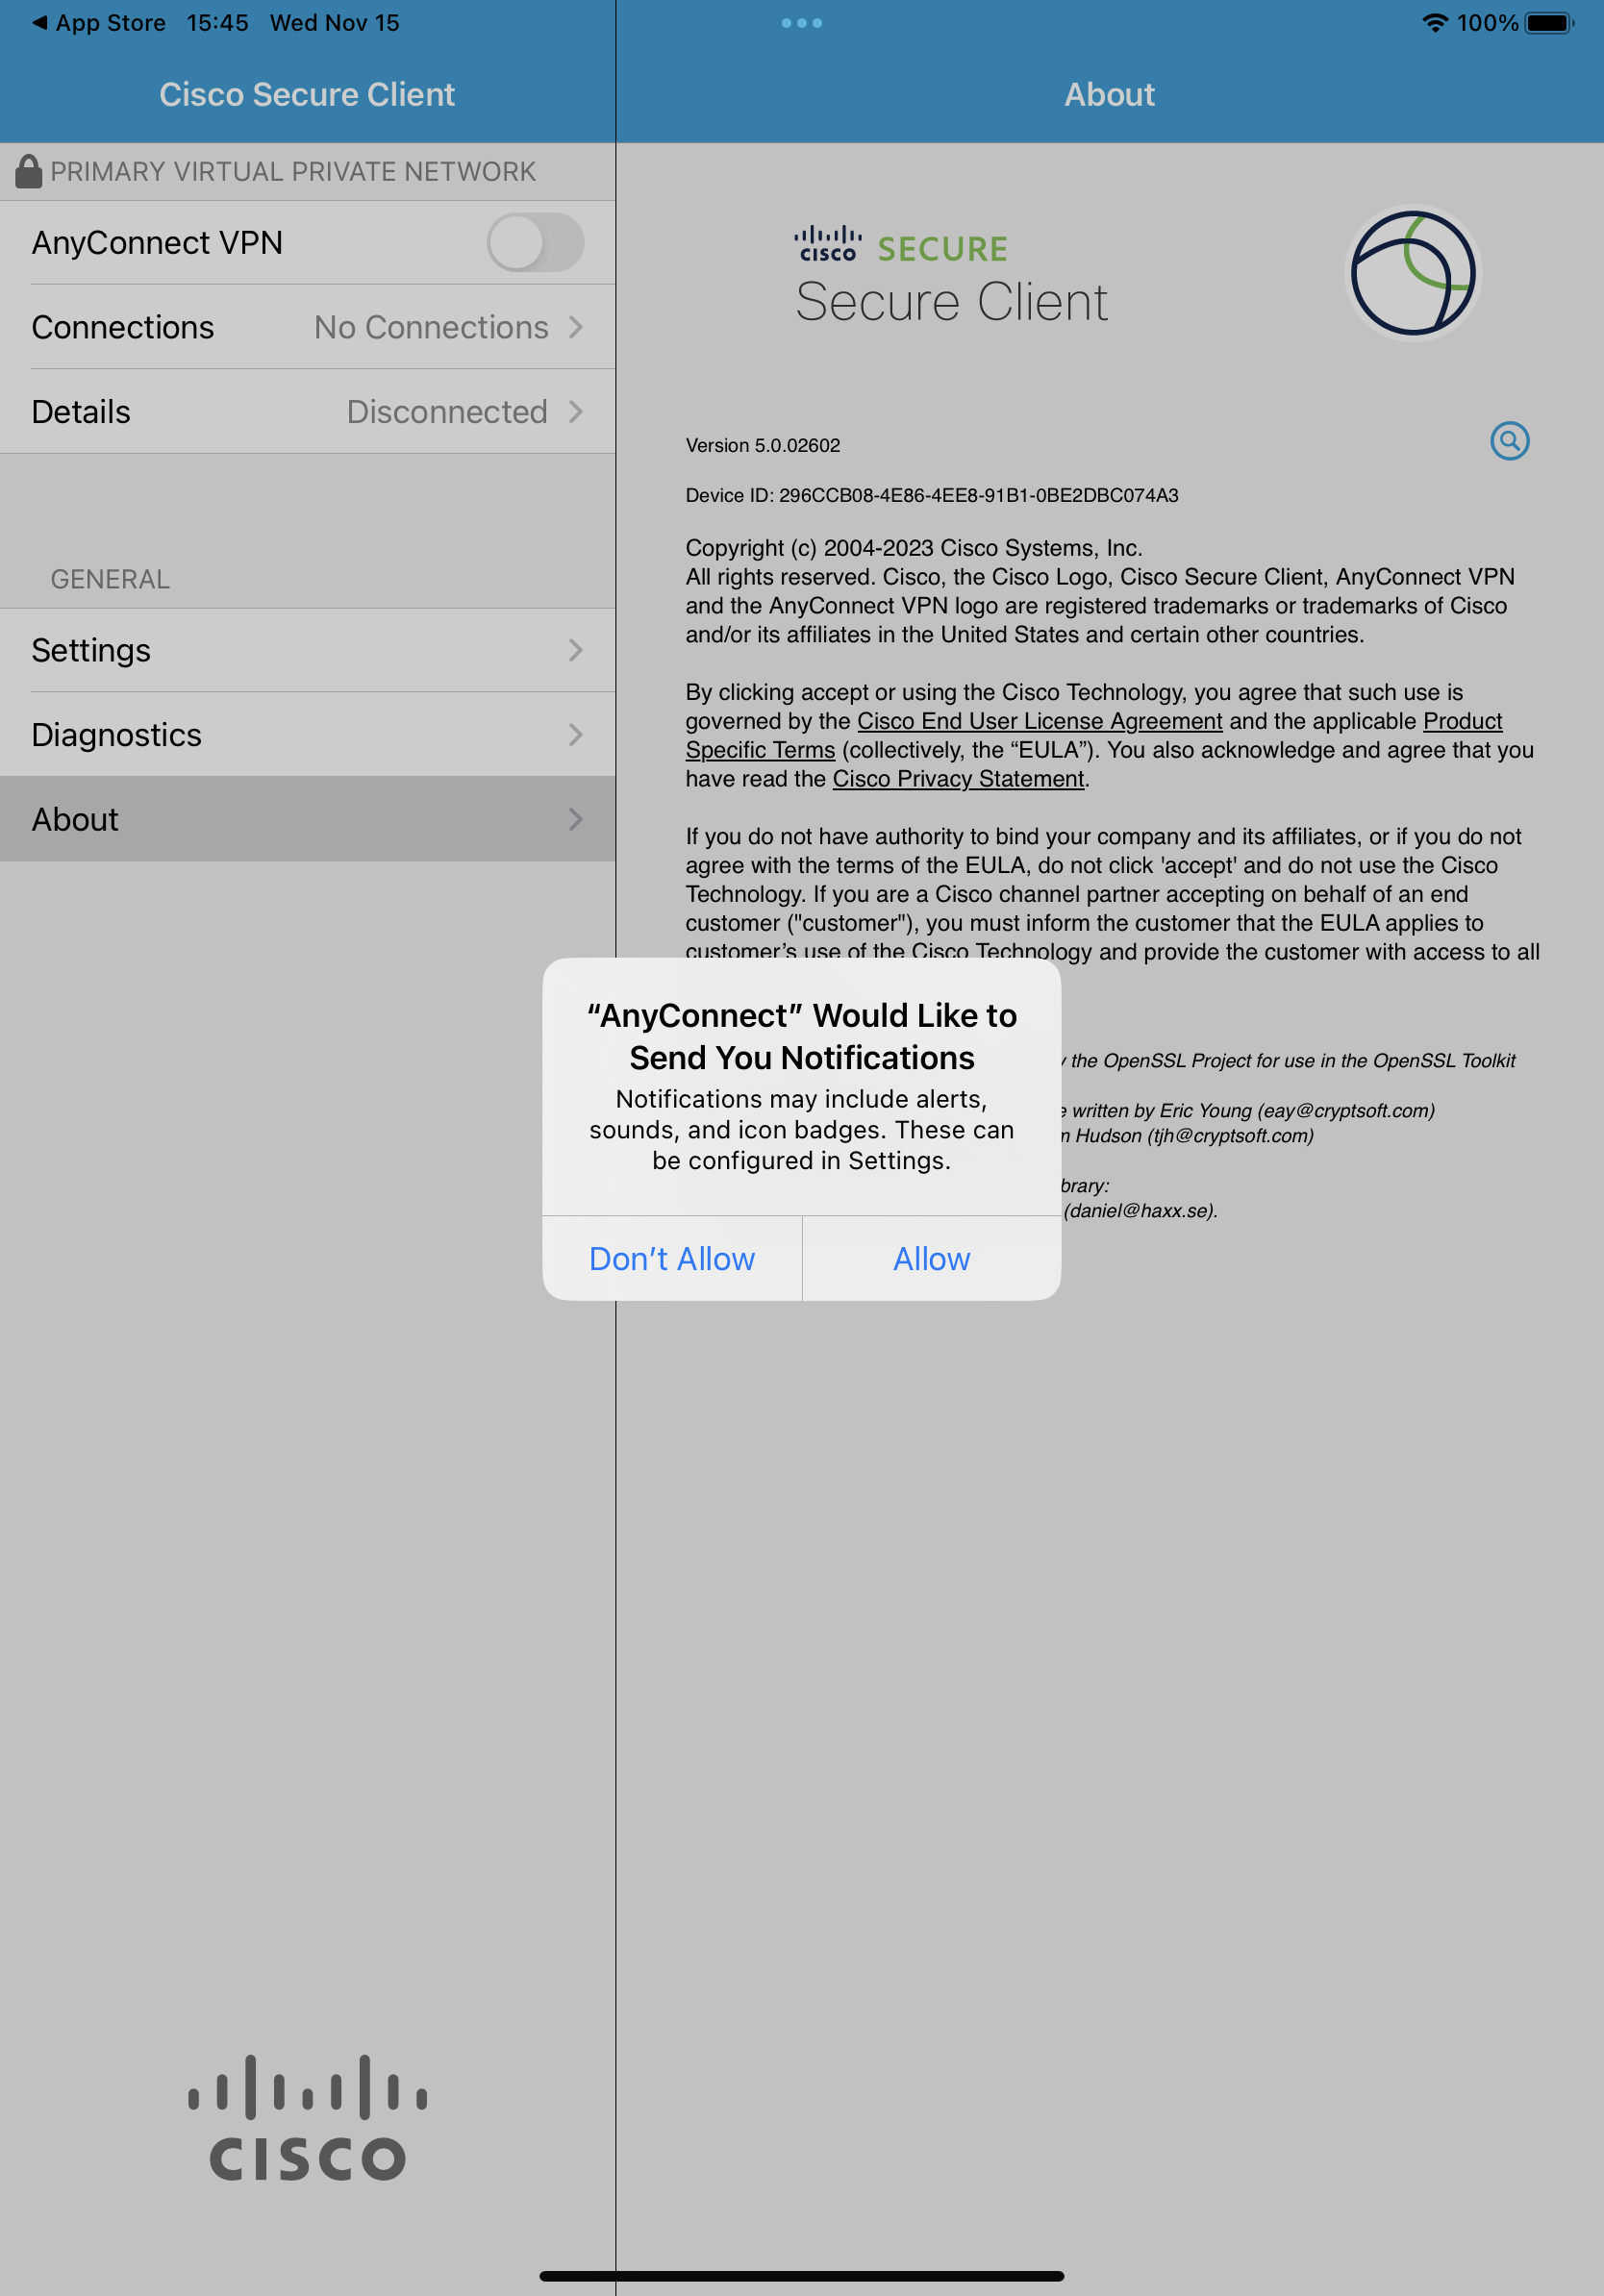 App Store 15:45 Wed Nov 15
100%
Cisco Secure Client
PRIMARY VIRTUAL PRIVATE NETWORK
AnyConnect VPN
Connections No Connections
Details Disconnected
GENERAL
Settings
Diagnostics
About
CISCO
About
CISCO SECURE
Secure Client
Version 5.0.02602
Device ID: 296CCB08-4E86-4EE8-91B1-0BE2DBC074A3
Copyright (c) 2004-2023 Cisco Systems, Inc.
All rights reserved. Cisco, the Cisco Logo, Cisco Secure Client, AnyConnect VPN
and the AnyConnect VPN logo are registered trademarks or trademarks of Cisco
and/or its affiliates in the United States and certain other countries.
By clicking accept or using the Cisco Technology, you agree that such use is
governed by the Cisco End User License Agreement and the applicable Product
Specific Terms (collectively, the “EULA”). You also acknowledge and agree that you
have read the Cisco Privacy Statement.
If you do not have authority to bind your company and its affiliates, or if you do not
agree with the terms of the EULA, do not click 'accept' and do not use the Cisco
Technology. If you are a Cisco channel partner accepting on behalf of an end
customer ("customer"), you must inform the customer that the EULA applies to
customer’s use of the Cisco Technology and provide the customer with access to all
the OpenSSL Project for use in the OpenSSL Toolkit
written by Eric Young (eay@cryptsoft.com)
Hudson (tjh@cryptsoft.com)
(daniel@haxx.se).
“AnyConnect” Would Like to
Send You Notifications
Notifications may include alerts,
sounds, and icon badges. These can
be configured in Settings.
Don’t Allow Allow